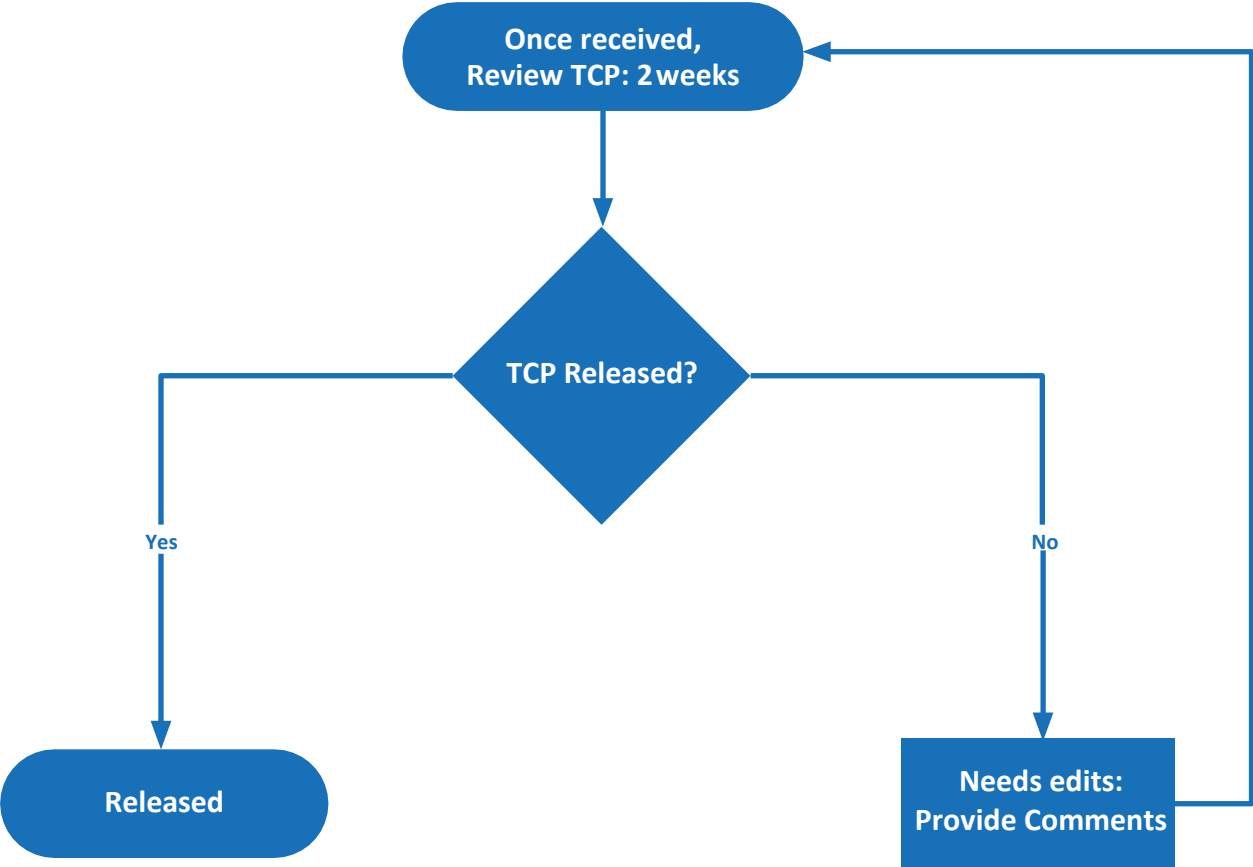 Once received,
Review TCP: 2 weeks
TCP Released?
Yes
No
Released
Needs edits:
Provide Comments